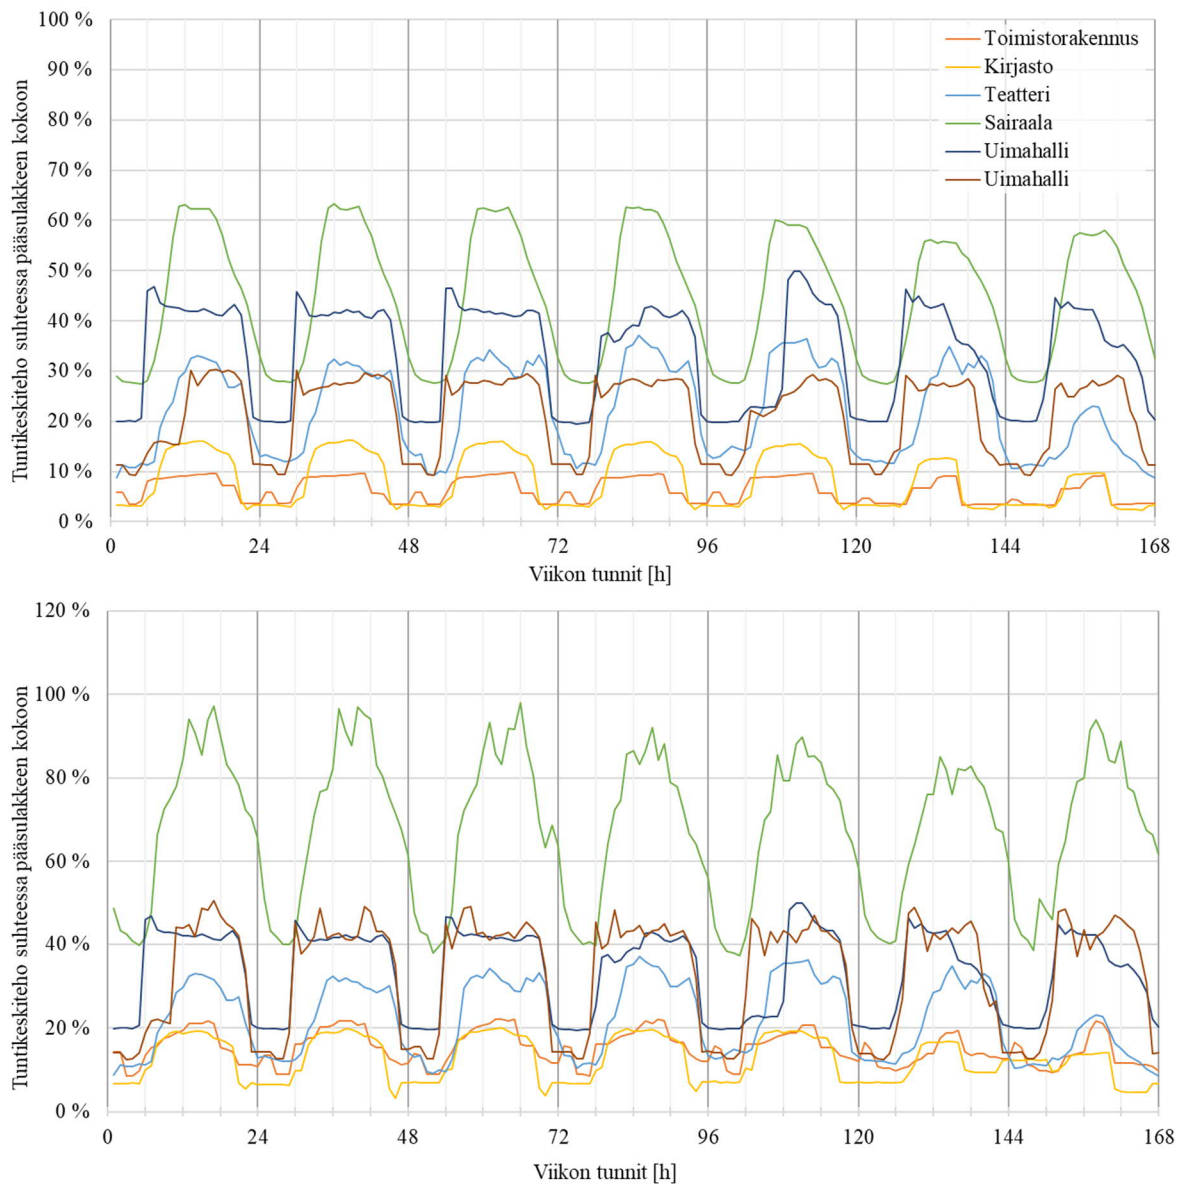 Tuntikeskiteho suhteessa pääsulakkeen kokoon
100 %
90 %
80 %
70 %
60 %
50 %
40 %
30 %
20 %
10 %
0 %
Toimistorakennus
Kirjasto
Teatteri
Sairaala
Uimahalli
Uimahalli
0 24 48 72 96 120 144 168
Viikon tunnit [h]
Tuntikeskiteho suhteessa pääsulakkeen kokoon
120 %
100 %
80 %
60 %
40 %
20 %
0 %
0 24 48 72 96 120 144 168
Viikon tunnit [h]